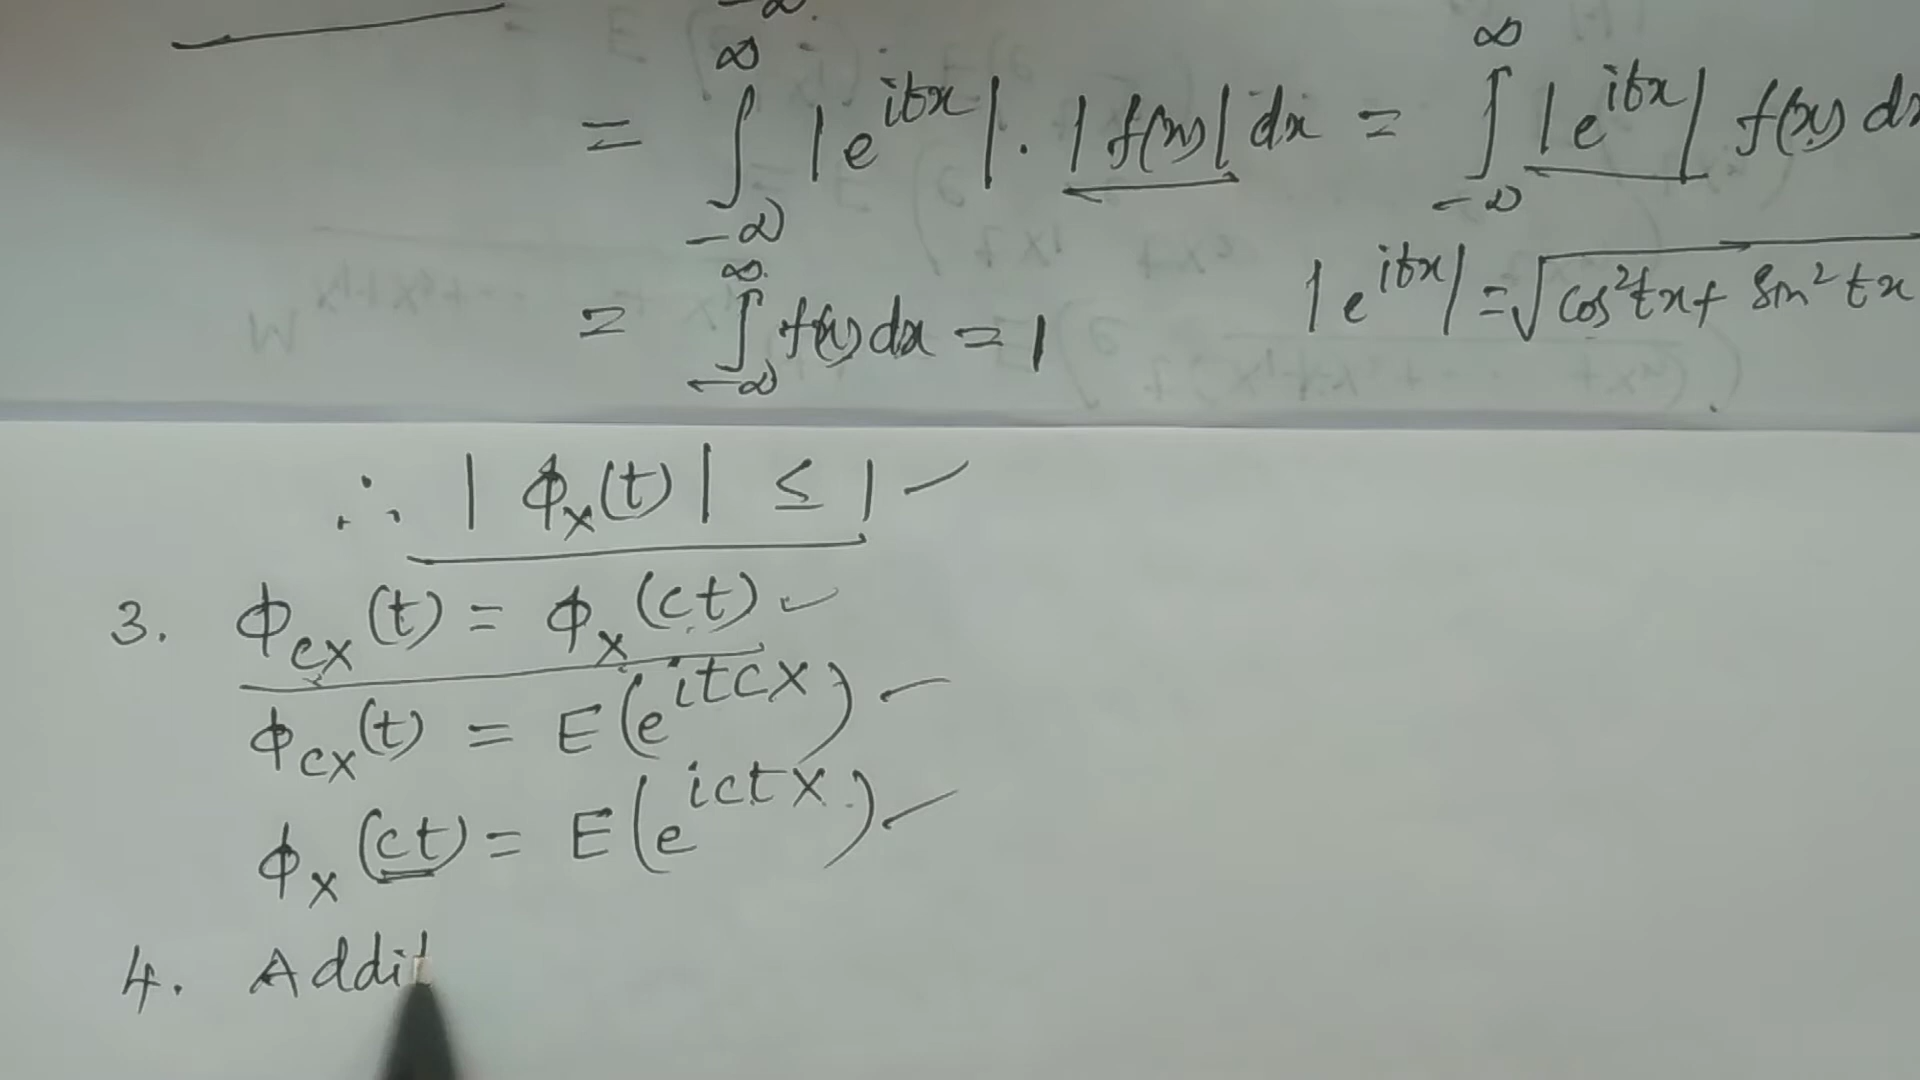 -∞
= ∫_{-∞}^{∞} |e^{itx}| · |f(x)| dx = ∫_{-∞}^{∞} |e^{itx}| f(x) dx
= ∫_{-∞}^{∞} f(x) dx = 1
|e^{itx}| = √(cos²tx + sin²tx
∴ |ϕ_X(t)| ≤ 1
3. ϕ_{cX}(t) = ϕ_X(ct)
ϕ_{cX}(t) = E(e^{itcX})
ϕ_X(ct) = E(e^{ictX})
4. Addit